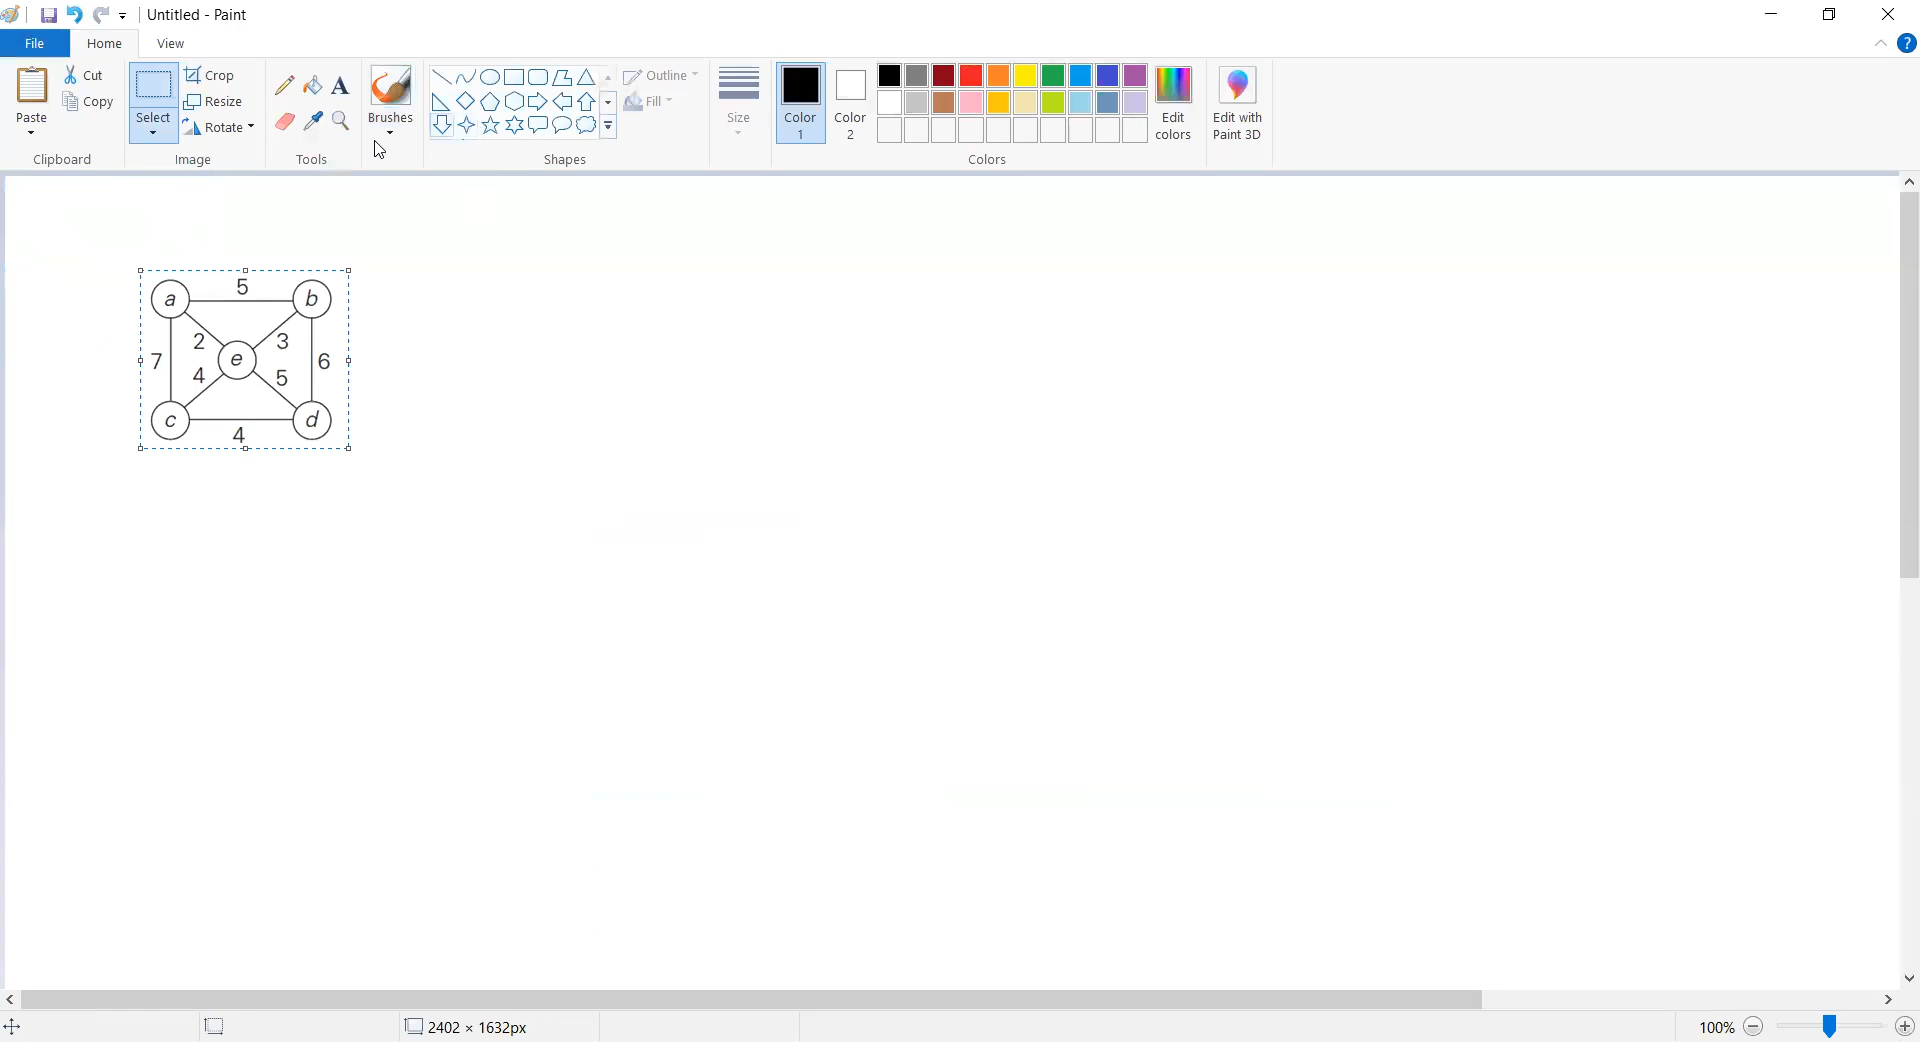 Untitled - Paint
File Home View
Paste Cut Copy Clipboard
Select Crop Resize Rotate Image
Tools
Brushes
Outline Fill Shapes
Size
Color 1 Color 2 Edit colors Colors
Edit with Paint 3D
a 5 b
2 3
7 e 6
4 5
c d
4
2402 × 1632px
100%